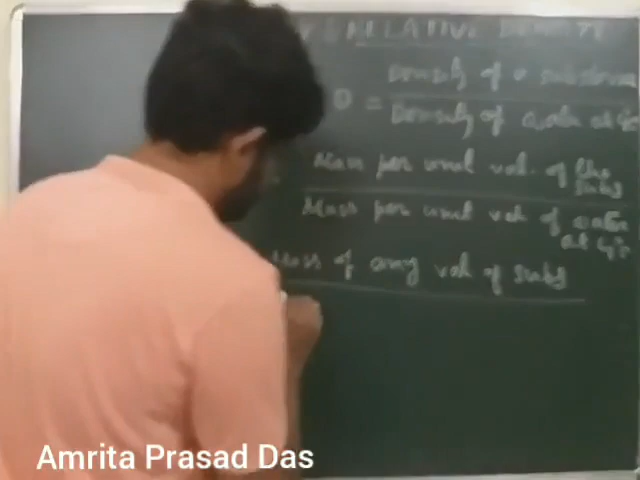 & RELATIVE DENSITY
D = Density of a substance
Density of water at 4°c
Mass per unit vol. of the subs
Mass per unit vol of water at 4°c
Mass of any vol of subs
Amrita Prasad Das